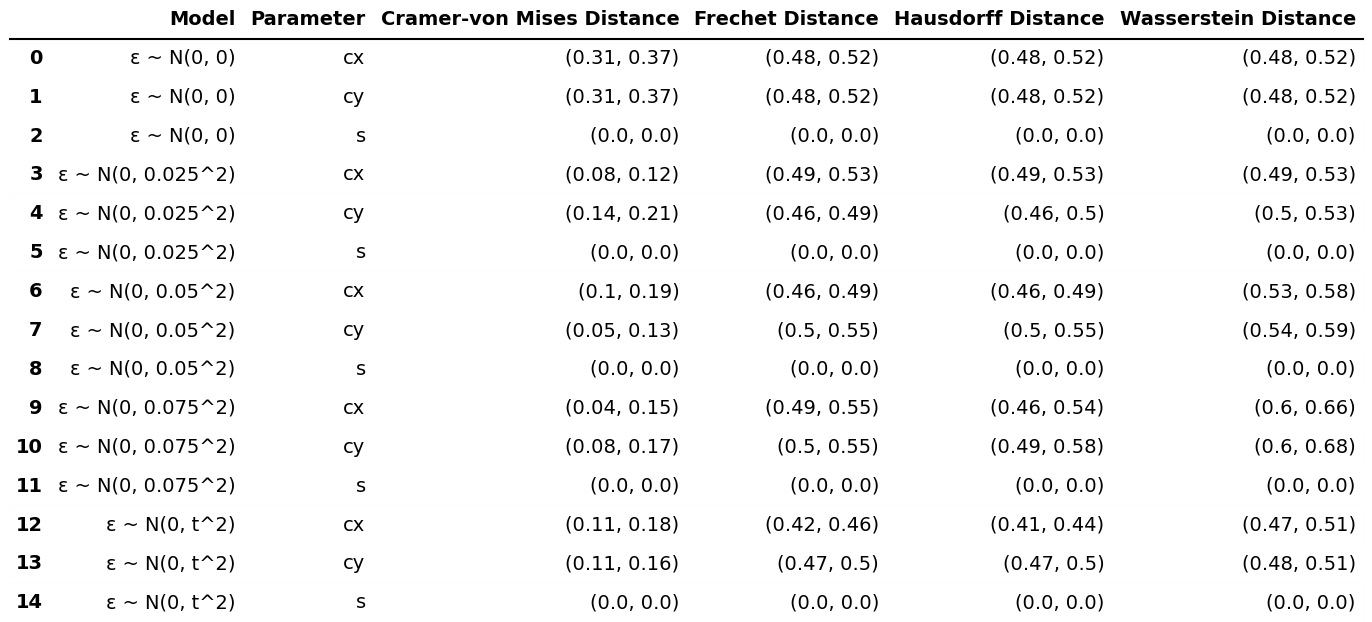 Model Parameter Cramer-von Mises Distance Frechet Distance Hausdorff Distance Wasserstein Distance
0 ε ~ N(0, 0) cx (0.31, 0.37) (0.48, 0.52) (0.48, 0.52) (0.48, 0.52)
1 ε ~ N(0, 0) cy (0.31, 0.37) (0.48, 0.52) (0.48, 0.52) (0.48, 0.52)
2 ε ~ N(0, 0) s (0.0, 0.0) (0.0, 0.0) (0.0, 0.0) (0.0, 0.0)
3 ε ~ N(0, 0.025^2) cx (0.08, 0.12) (0.49, 0.53) (0.49, 0.53) (0.49, 0.53)
4 ε ~ N(0, 0.025^2) cy (0.14, 0.21) (0.46, 0.49) (0.46, 0.5) (0.5, 0.53)
5 ε ~ N(0, 0.025^2) s (0.0, 0.0) (0.0, 0.0) (0.0, 0.0) (0.0, 0.0)
6 ε ~ N(0, 0.05^2) cx (0.1, 0.19) (0.46, 0.49) (0.46, 0.49) (0.53, 0.58)
7 ε ~ N(0, 0.05^2) cy (0.05, 0.13) (0.5, 0.55) (0.5, 0.55) (0.54, 0.59)
8 ε ~ N(0, 0.05^2) s (0.0, 0.0) (0.0, 0.0) (0.0, 0.0) (0.0, 0.0)
9 ε ~ N(0, 0.075^2) cx (0.04, 0.15) (0.49, 0.55) (0.46, 0.54) (0.6, 0.66)
10 ε ~ N(0, 0.075^2) cy (0.08, 0.17) (0.5, 0.55) (0.49, 0.58) (0.6, 0.68)
11 ε ~ N(0, 0.075^2) s (0.0, 0.0) (0.0, 0.0) (0.0, 0.0) (0.0, 0.0)
12 ε ~ N(0, t^2) cx (0.11, 0.18) (0.42, 0.46) (0.41, 0.44) (0.47, 0.51)
13 ε ~ N(0, t^2) cy (0.11, 0.16) (0.47, 0.5) (0.47, 0.5) (0.48, 0.51)
14 ε ~ N(0, t^2) s (0.0, 0.0) (0.0, 0.0) (0.0, 0.0) (0.0, 0.0)